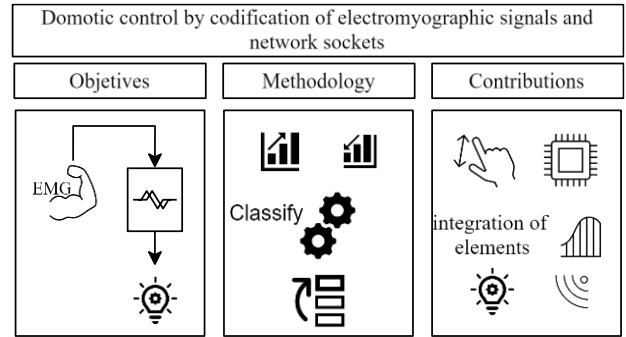 Domotic control by codification of electromyographic signals and
network sockets
Objetives
Methodology
Contributions
EMG
Classify
integration of
elements